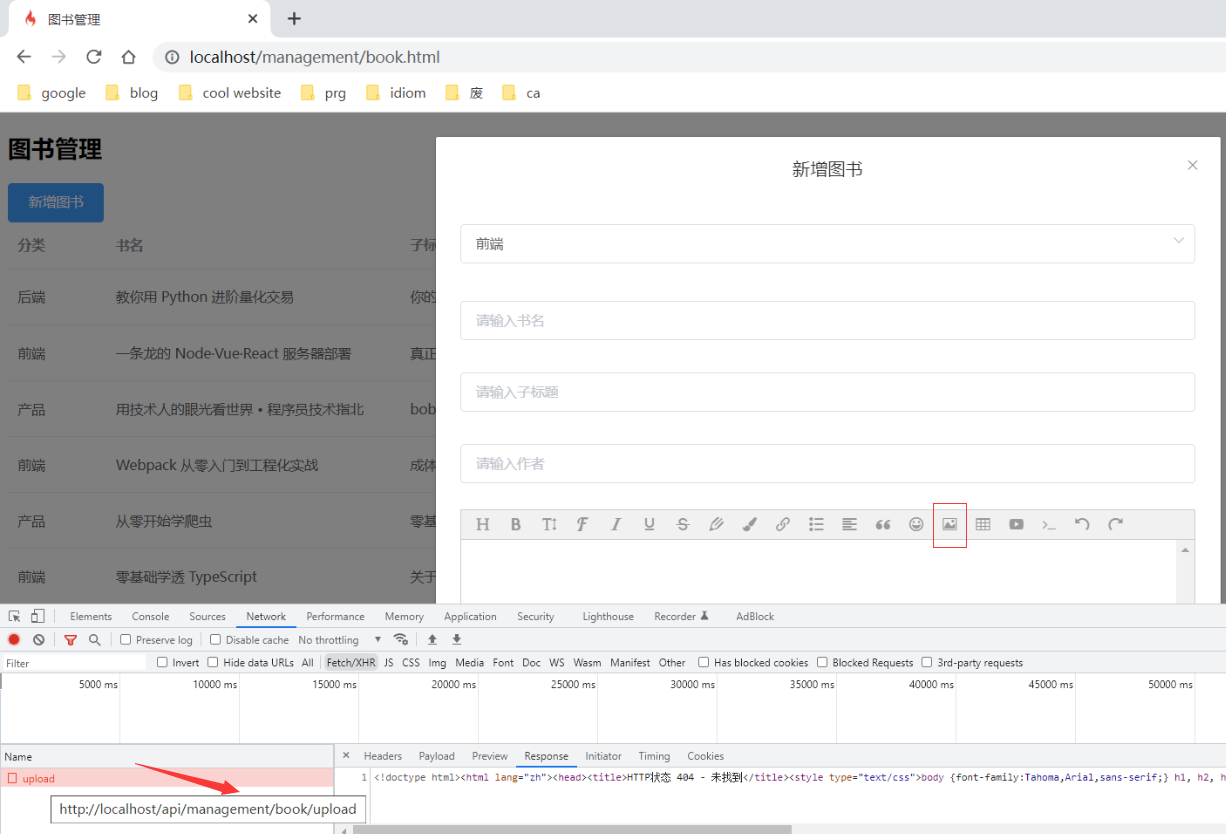 图书管理
localhost/management/book.html
google blog cool website prg idiom 废 ca
图书管理
新增图书
分类 书名 子标
后端 教你用 Python 进阶量化交易 你的
前端 一条龙的 Node-Vue-React 服务器部署 真正
产品 用技术人的眼光看世界 • 程序员技术指北 bob
前端 Webpack 从零入门到工程化实战 成体
产品 从零开始学爬虫 零基
前端 零基础学透 TypeScript 关于
新增图书
前端
请输入书名
请输入子标题
请输入作者
Elements Console Sources Network Performance Memory Application Security Lighthouse Recorder AdBlock
Preserve log Disable cache No throttling
Filter Invert Hide data URLs All Fetch/XHR JS CSS Img Media Font Doc WS Wasm Manifest Other Has blocked cookies Blocked Requests 3rd-party requests
5000 ms 10000 ms 15000 ms 20000 ms 25000 ms 30000 ms 35000 ms 40000 ms 45000 ms 50000 ms
Name Headers Payload Preview Response Initiator Timing Cookies
upload
1 <!doctype html><html lang="zh"><head><title>HTTP状态 404 - 未找到</title><style type="text/css">body {font-family:Tahoma,Arial,sans-serif;} h1, h2, h
http://localhost/api/management/book/upload